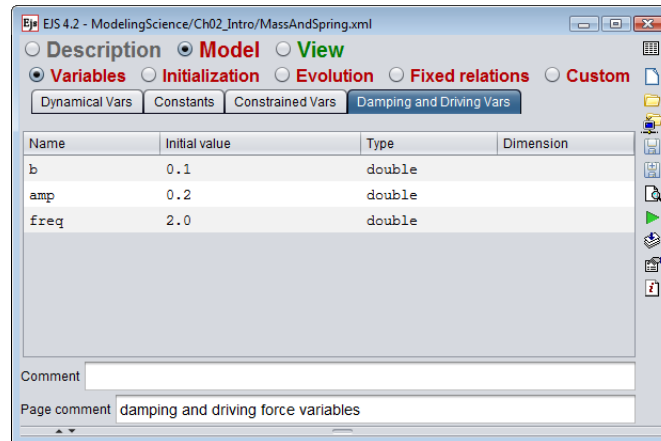 Ejs EJS 4.2 - ModelingScience/Ch02_Intro/MassAndSpring.xml
Description Model View
Variables Initialization Evolution Fixed relations Custom
Dynamical Vars Constants Constrained Vars Damping and Driving Vars
Name Initial value Type Dimension
b 0.1 double
amp 0.2 double
freq 2.0 double
Comment
Page comment damping and driving force variables